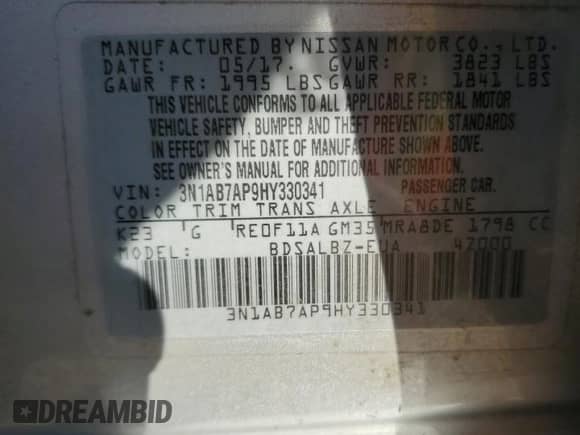 MANUFACTURED BY NISSAN MOTOR CO., LTD.
DATE: 05/17. GVWR: 3823 LBS
GAWR FR: 1995 LBS GAWR RR: 1841 LBS
THIS VEHICLE CONFORMS TO ALL APPLICABLE FEDERAL MOTOR
VEHICLE SAFETY, BUMPER AND THEFT PREVENTION STANDARDS
IN EFFECT ON THE DATE OF MANUFACTURE SHOWN ABOVE.
SEE OWNER'S MANUAL FOR ADDITIONAL INFORMATION.
VIN: 3N1AB7AP9HY330341 PASSENGER CAR.
COLOR TRIM TRANS AXLE ENGINE
K23 G RE0F11A GM35 MRA8DE 1798 CC
MODEL: BDSALBZ-EUA 47000
3N1AB7AP9HY330341
DREAMBID